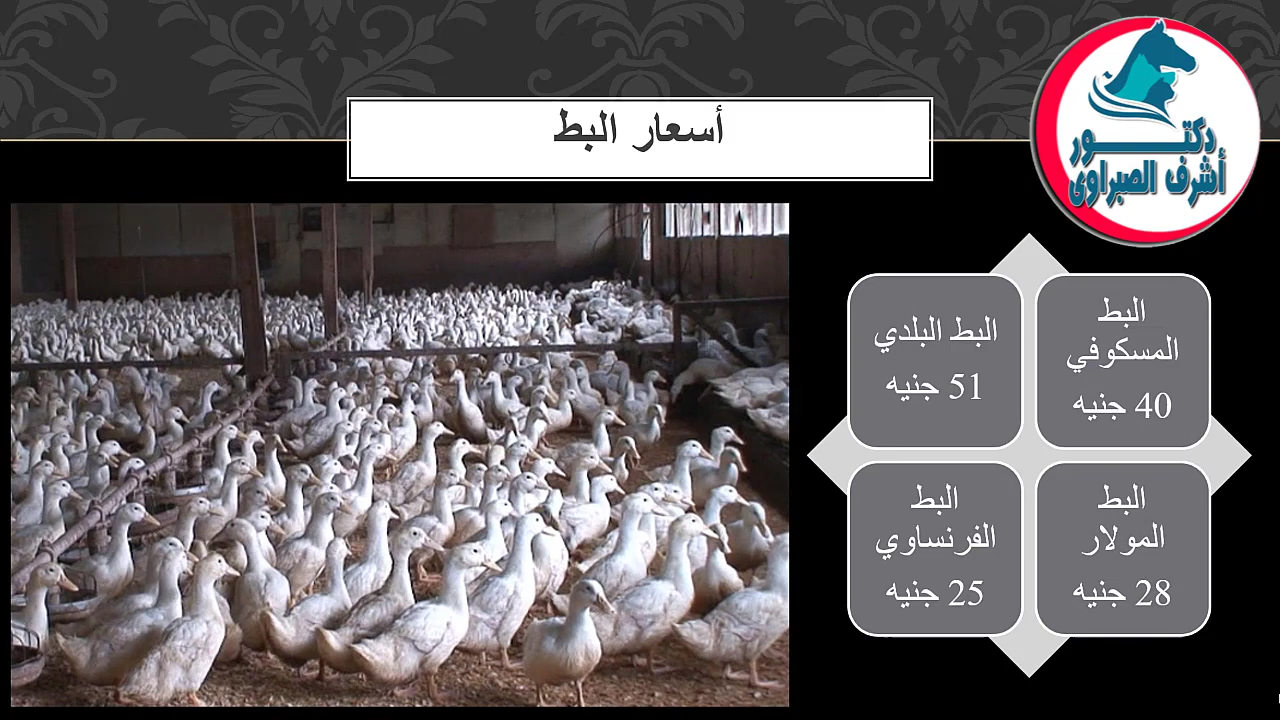 أسعار البط
دكتور
أشرف الصبراوى
البط
المسكوفي
40 جنيه
البط البلدي
51 جنيه
البط
المولار
28 جنيه
البط
الفرنساوي
25 جنيه